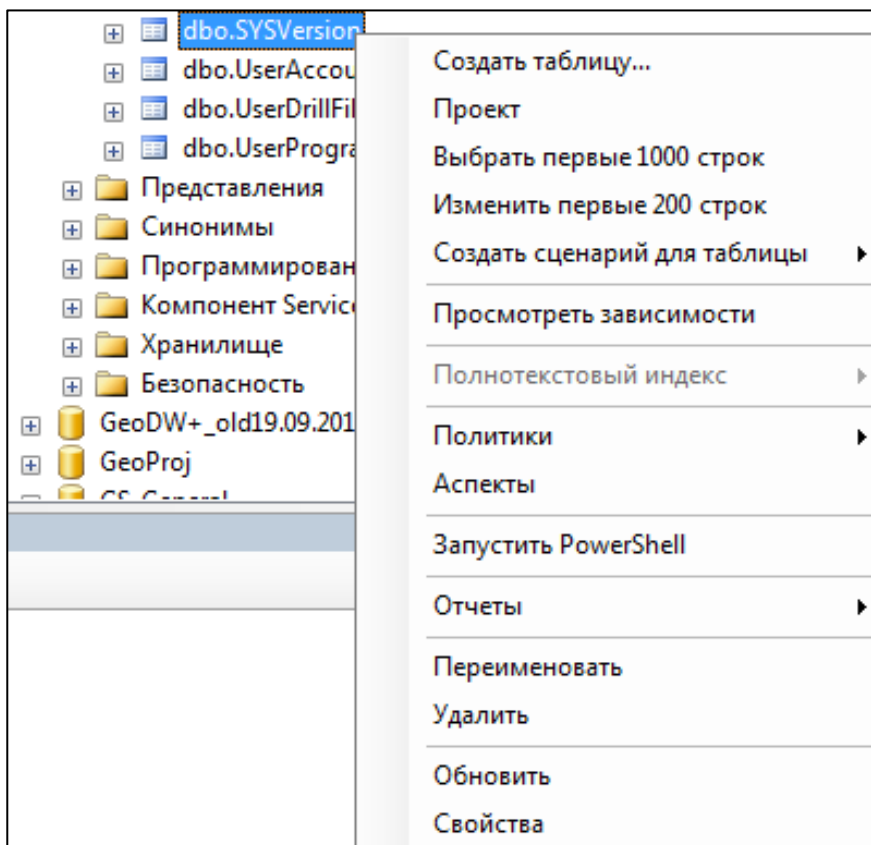 dbo.SYSVersion
dbo.UserAccou
dbo.UserDrillFil
dbo.UserProgra
Представления
Синонимы
Программирован
Компонент Servic
Хранилище
Безопасность
GeoDW+_old19.09.201
GeoProj
Создать таблицу...
Проект
Выбрать первые 1000 строк
Изменить первые 200 строк
Создать сценарий для таблицы
Просмотреть зависимости
Полнотекстовый индекс
Политики
Аспекты
Запустить PowerShell
Отчеты
Переименовать
Удалить
Обновить
Свойства